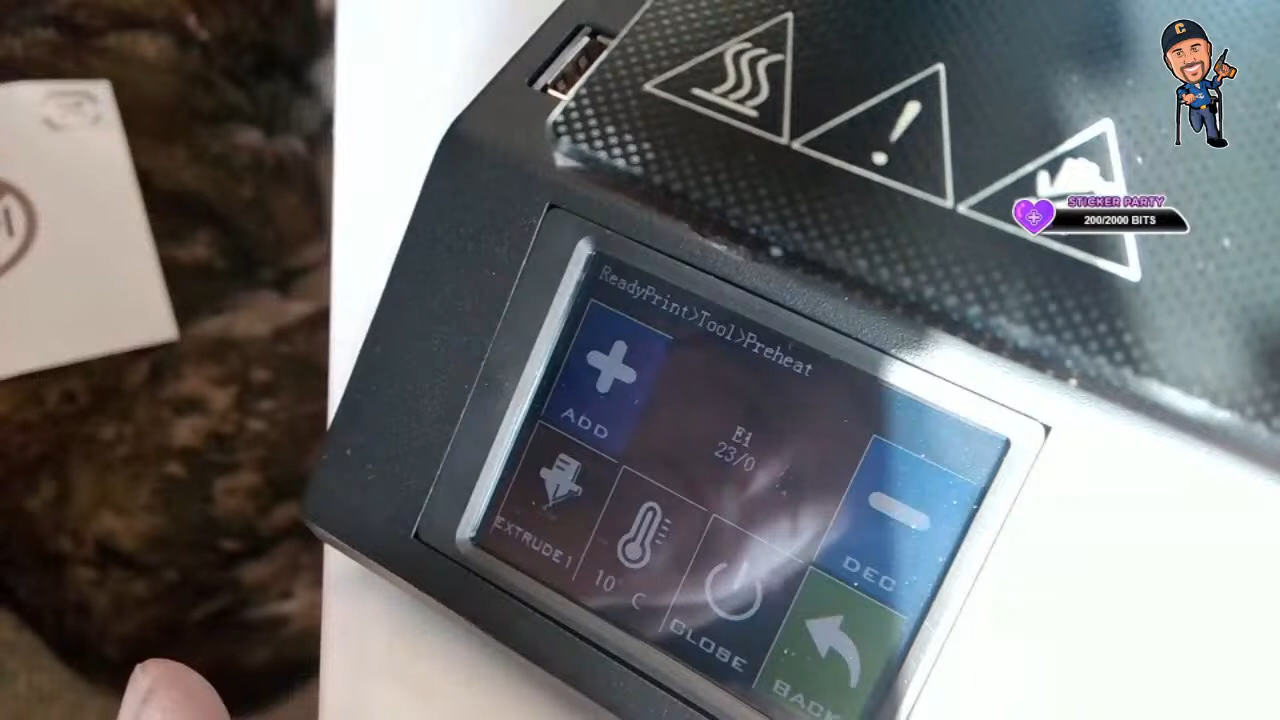 C
STICKER PARTY
200/2000 BITS
ReadyPrint>Tool>Preheat
ADD
E1
23/0
DEC
EXTRUDE1
10° C
CLOSE
BACK